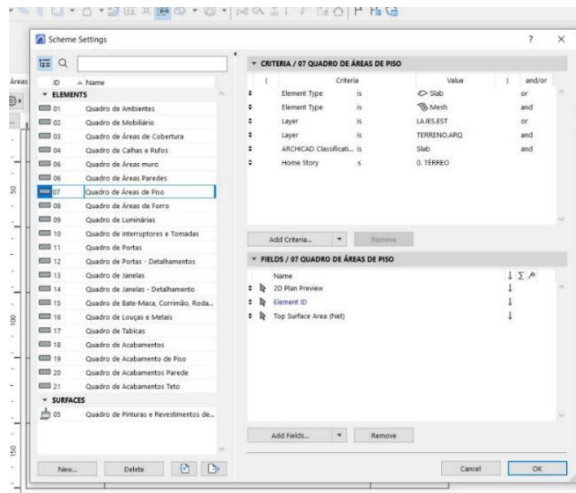 Scheme Settings
?
X
Áreas
ID
Name
ELEMENTS
01 Quadro de Ambientes
02 Quadro de Mobiliário
03 Quadro de Áreas de Cobertura
04 Quadro de Calhas e Rufos
06 Quadro de Áreas muro
06 Quadro de Áreas Paredes
07 Quadro de Áreas de Piso
08 Quadro de Áreas de Forro
09 Quadro de Luminárias
10 Quadro de Interruptores e Tomadas
11 Quadro de Portas
12 Quadro de Portas - Detalhamentos
13 Quadro de Janelas
14 Quadro de Janelas - Detalhamento
15 Quadro de Bate-Maca, Corrimão, Roda...
16 Quadro de Louças e Metais
17 Quadro de Tabicas
18 Quadro de Acabamentos
19 Quadro de Acabamento de Piso
20 Quadro de Acabamentos Parede
21 Quadro de Acabamentos Teto
SURFACES
05 Quadro de Pinturas e Revestimentos de...
New...
Delete
CRITERIA / 07 QUADRO DE ÁREAS DE PISO
( Criteria Value ) and/or
Element Type is Slab or
Element Type is Mesh and
Layer is LAJES.EST or
Layer is TERRENO.ARQ and
ARCHICAD Classificati... is Slab and
Home Story ≤ 0. TÉRREO
Add Criteria...
Remove
FIELDS / 07 QUADRO DE ÁREAS DE PISO
Name
2D Plan Preview
Element ID
Top Surface Area (Net)
Add Fields...
Remove
Cancel
OK
50
100
150